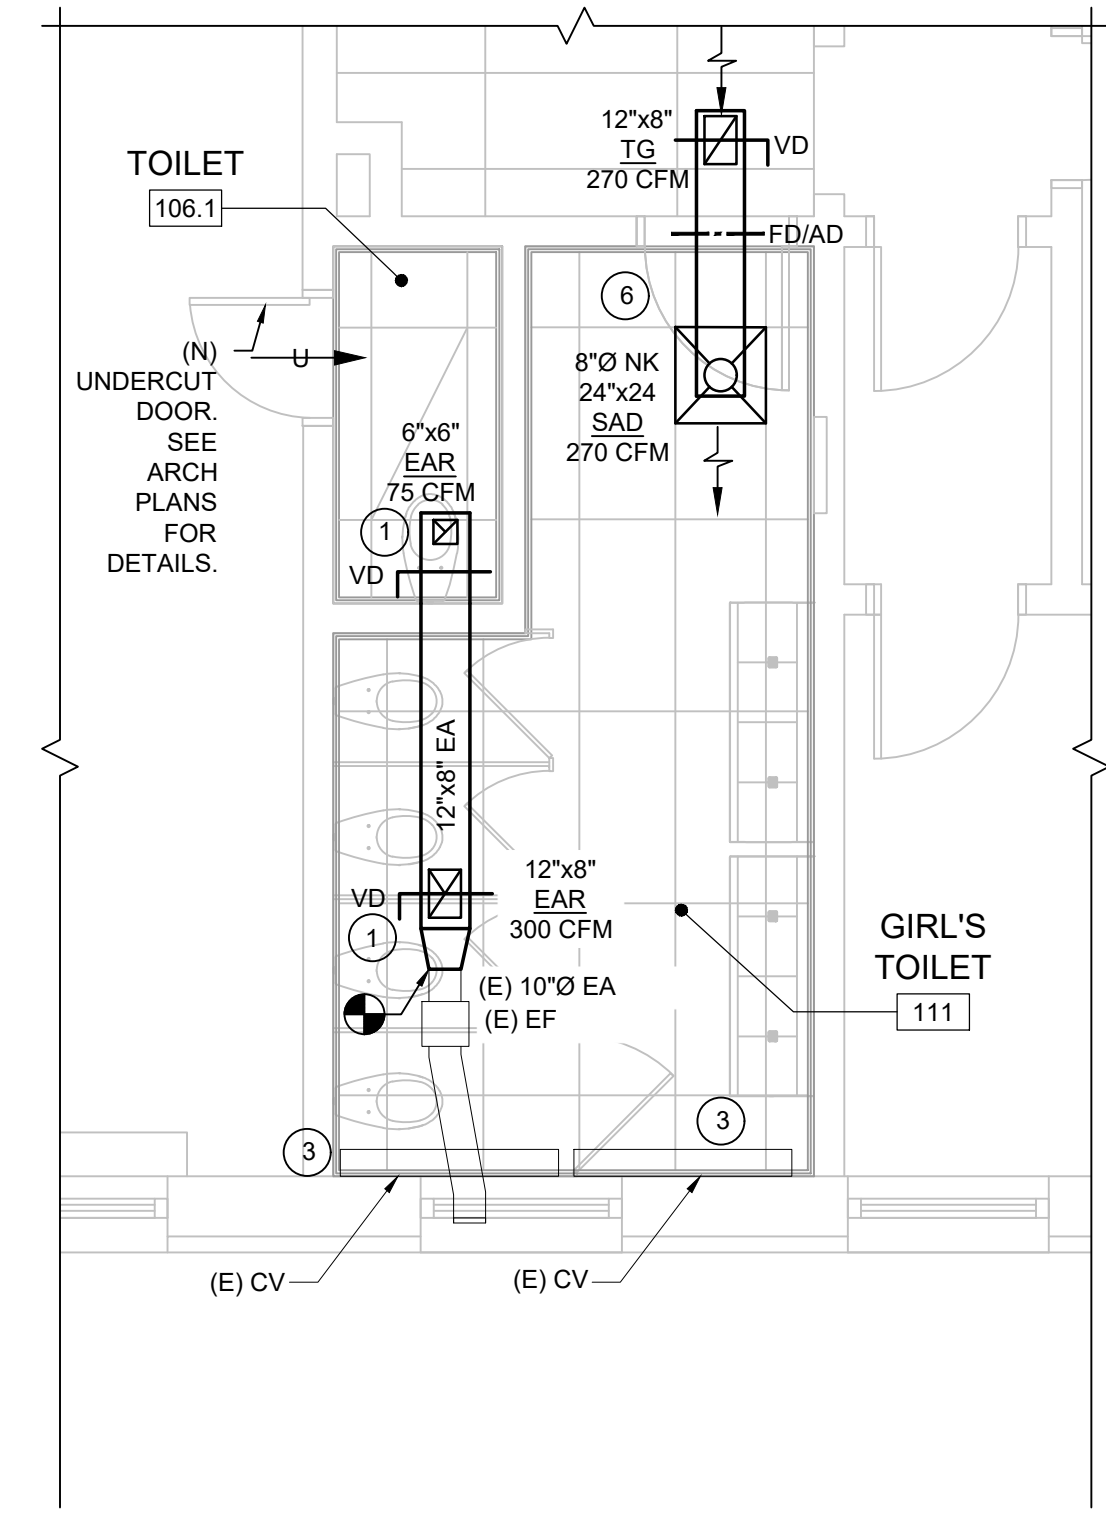 12"x8"
TG
270 CFM
VD
TOILET
106.1
FD/AD
6
(N)
UNDERCUT
DOOR.
SEE
ARCH
PLANS
FOR
DETAILS.
U
8"Ø NK
24"x24
SAD
270 CFM
6"x6"
EAR
75 CFM
1
VD
12"x8" EA
12"x8"
EAR
300 CFM
VD
1
GIRL'S
TOILET
111
(E) 10"Ø EA
(E) EF
3
3
(E) CV
(E) CV